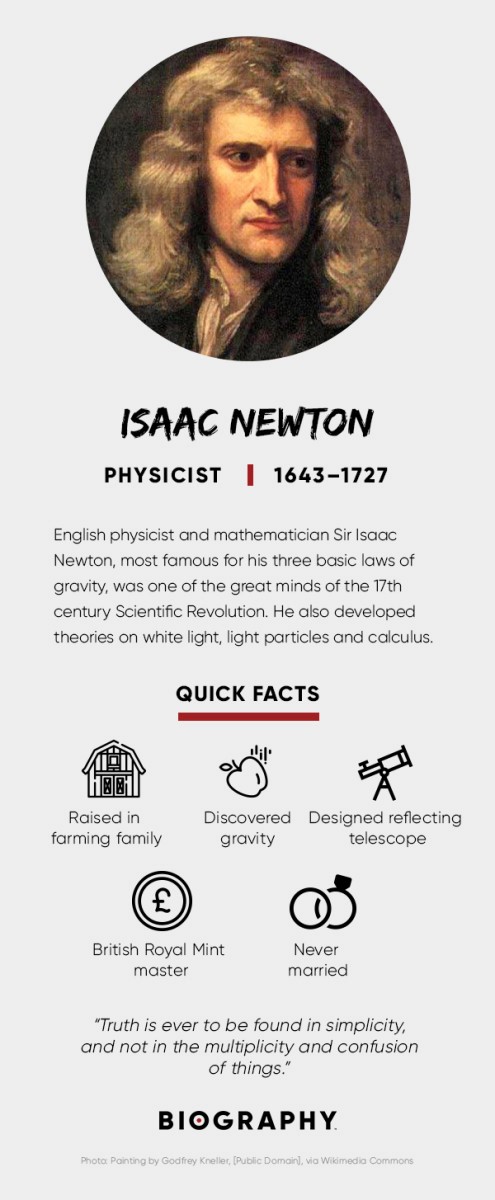 ISAAC NEWTON
PHYSICIST | 1643–1727
English physicist and mathematician Sir Isaac
Newton, most famous for his three basic laws of
gravity, was one of the great minds of the 17th
century Scientific Revolution. He also developed
theories on white light, light particles and calculus.
QUICK FACTS
Raised in
farming family
Discovered
gravity
Designed reflecting
telescope
£
British Royal Mint
master
Never
married
“Truth is ever to be found in simplicity,
and not in the multiplicity and confusion
of things.”
BIOGRAPHY.
Photo: Painting by Godfrey Kneller, [Public Domain], via Wikimedia Commons